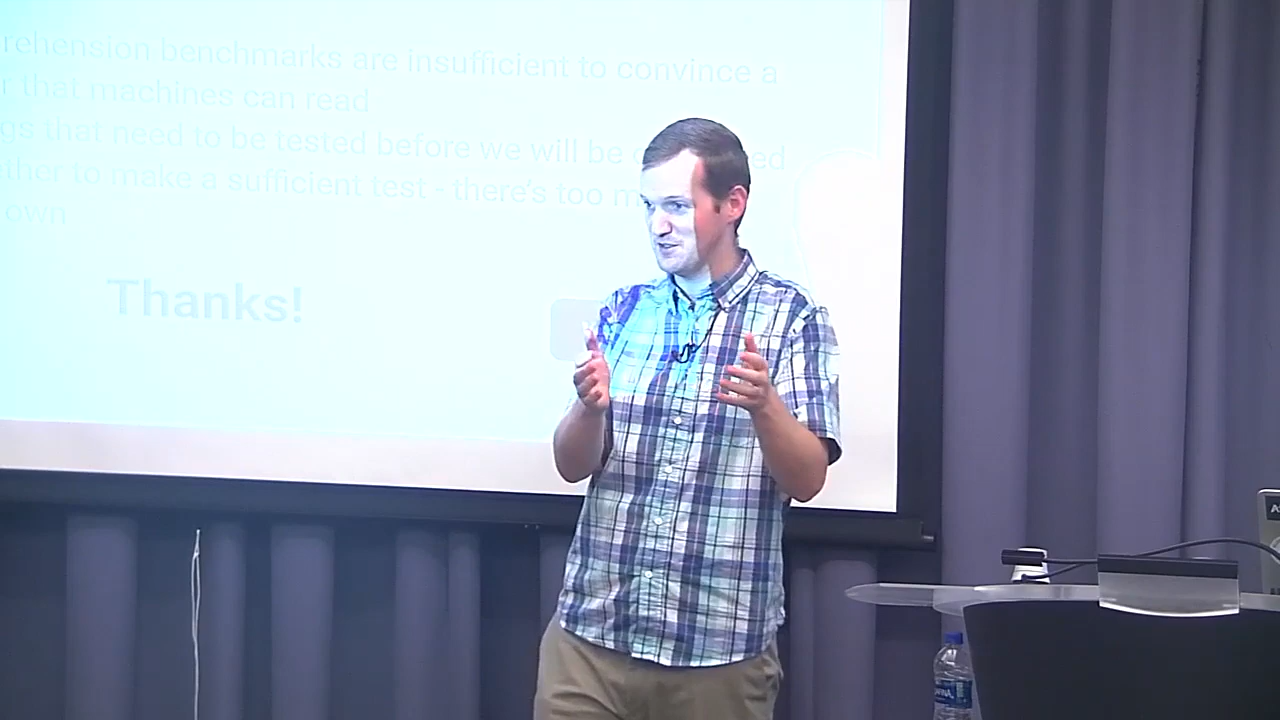 rehension benchmarks are insufficient to convince a
r that machines can read
gs that need to be tested before we will be
ether to make a sufficient test - there's too m
own
Thanks!